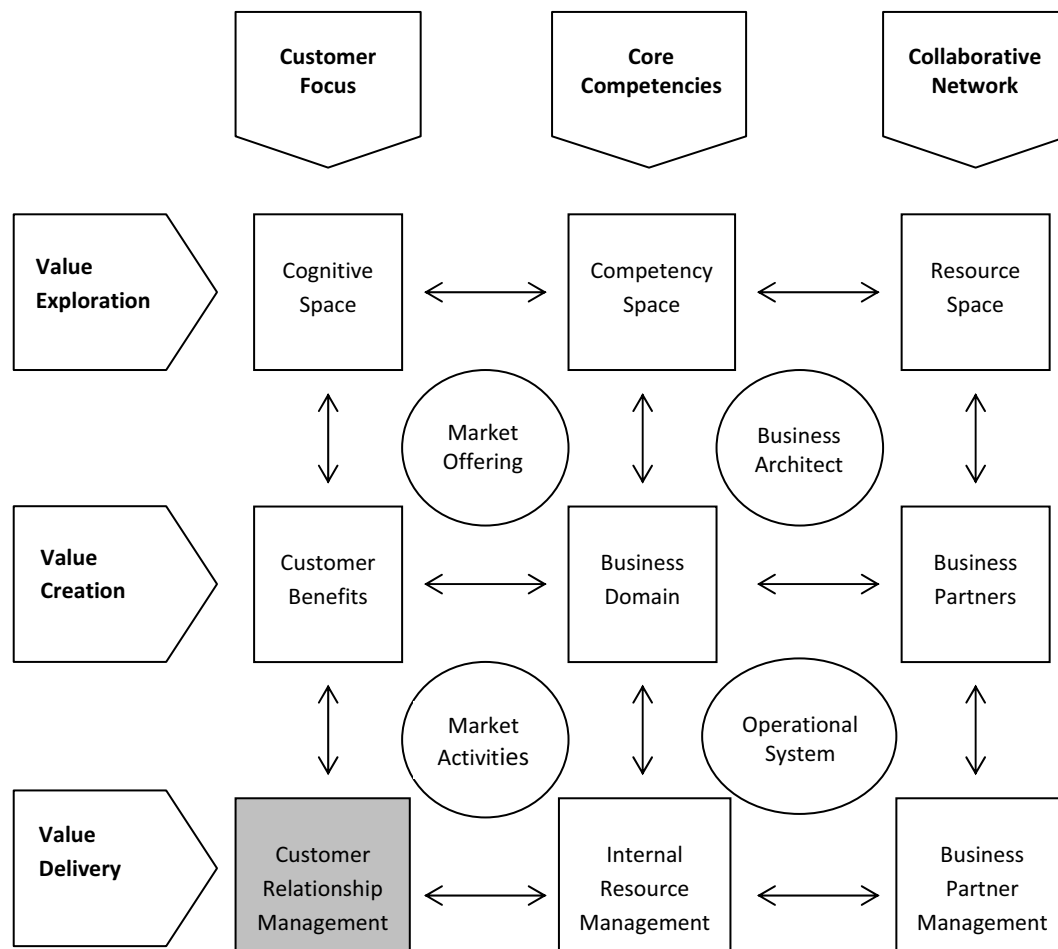 Customer
Focus
Core
Competencies
Collaborative
Network
Value
Exploration
Cognitive
Space
Competency
Space
Resource
Space
Market
Offering
Business
Architect
Value
Creation
Customer
Benefits
Business
Domain
Business
Partners
Market
Activities
Operational
System
Value
Delivery
Customer
Relationship
Management
Internal
Resource
Management
Business
Partner
Management